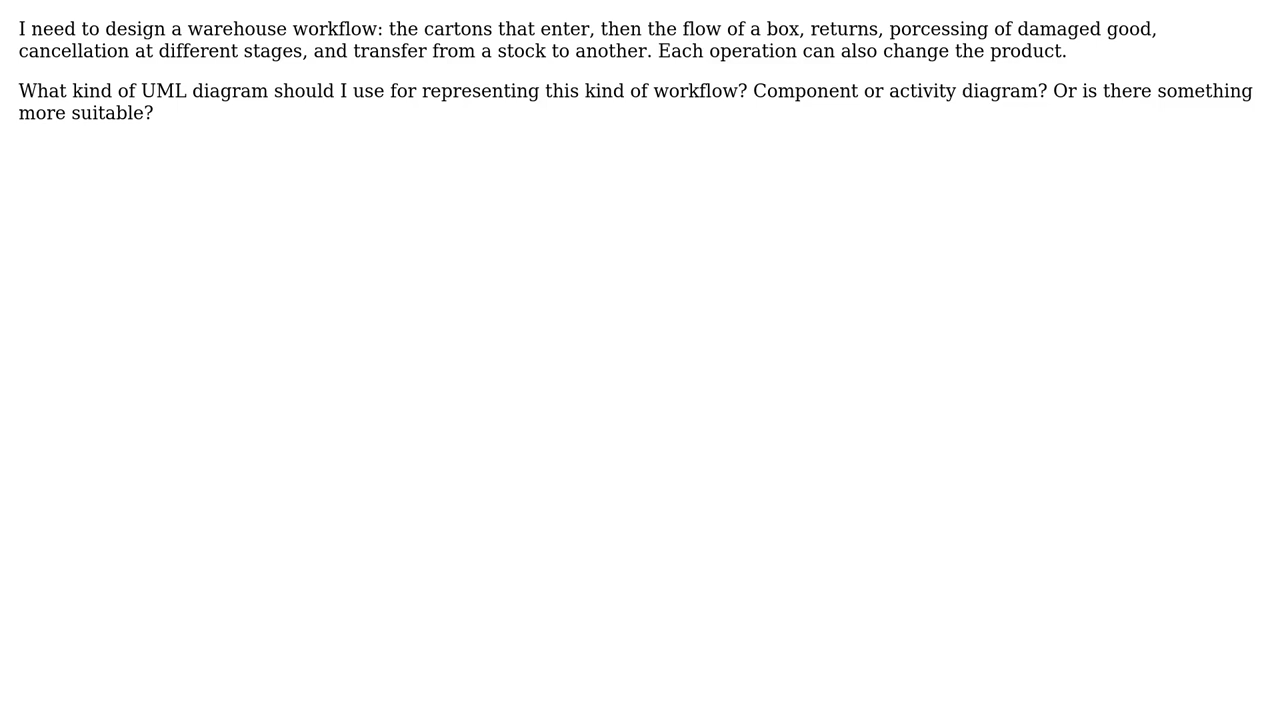 I need to design a warehouse workflow: the cartons that enter, then the flow of a box, returns, porcessing of damaged good,
cancellation at different stages, and transfer from a stock to another. Each operation can also change the product.
What kind of UML diagram should I use for representing this kind of workflow? Component or activity diagram? Or is there something
more suitable?